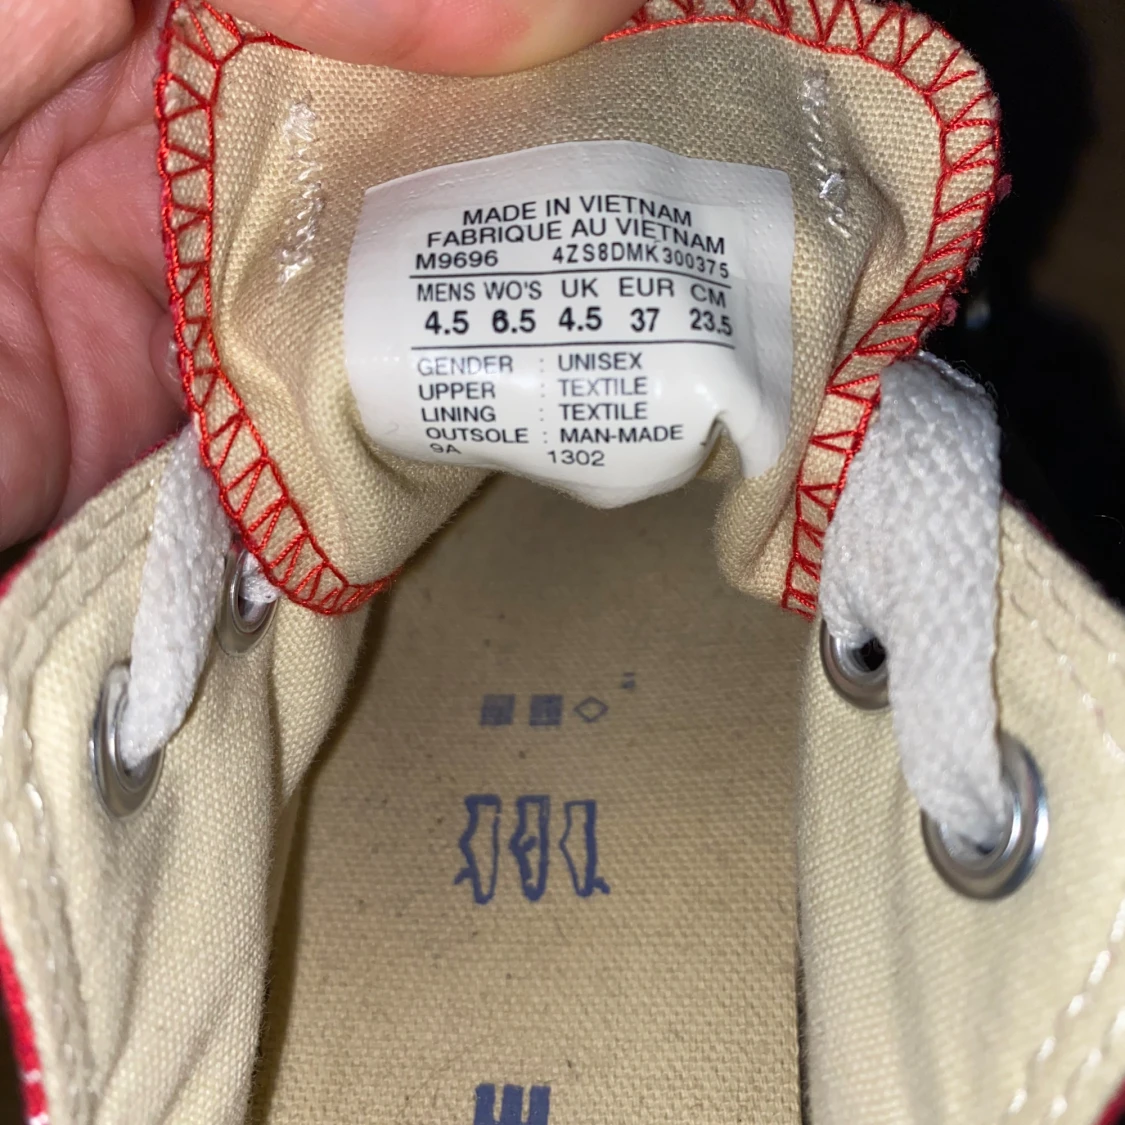 MADE IN VIETNAM
FABRIQUE AU VIETNAM
M9696 4ZS8DMK300375
MENS WO'S UK EUR CM
4.5 6.5 4.5 37 23.5
GENDER : UNISEX
UPPER : TEXTILE
LINING : TEXTILE
OUTSOLE : MAN-MADE
9A 1302